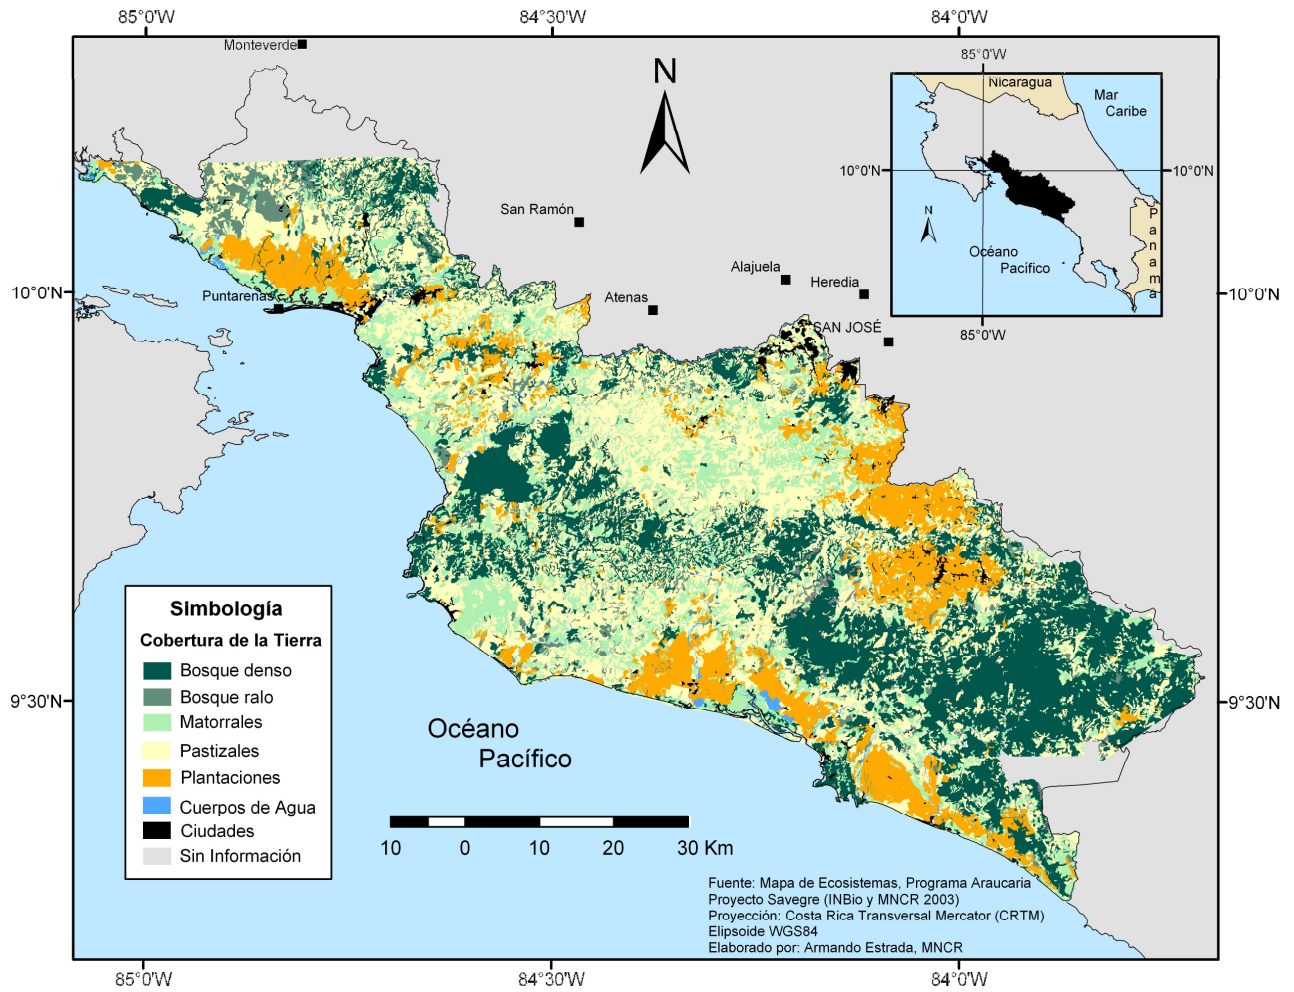 85°0'W
84°30'W
84°0'W
Monteverde
N
85°0'W
Nicaragua
Mar
Caribe
10°0'N
10°0'N
N
Océano
Pacífico
Panama
85°0'W
San Ramón
Alajuela
Heredia
Atenas
SAN JOSÉ
Puntarenas
10°0'N
10°0'N
Simbología
Cobertura de la Tierra
Bosque denso
Bosque ralo
Matorrales
Pastizales
Plantaciones
Cuerpos de Agua
Ciudades
Sin Información
9°30'N
9°30'N
Océano
Pacífico
10
0
10
20
30 Km
Fuente: Mapa de Ecosistemas, Programa Araucaria
Proyecto Savegre (INBio y MNCR 2003)
Proyección: Costa Rica Transversal Mercator (CRTM)
Elipsoide WGS84
Elaborado por: Armando Estrada, MNCR
85°0'W
84°30'W
84°0'W